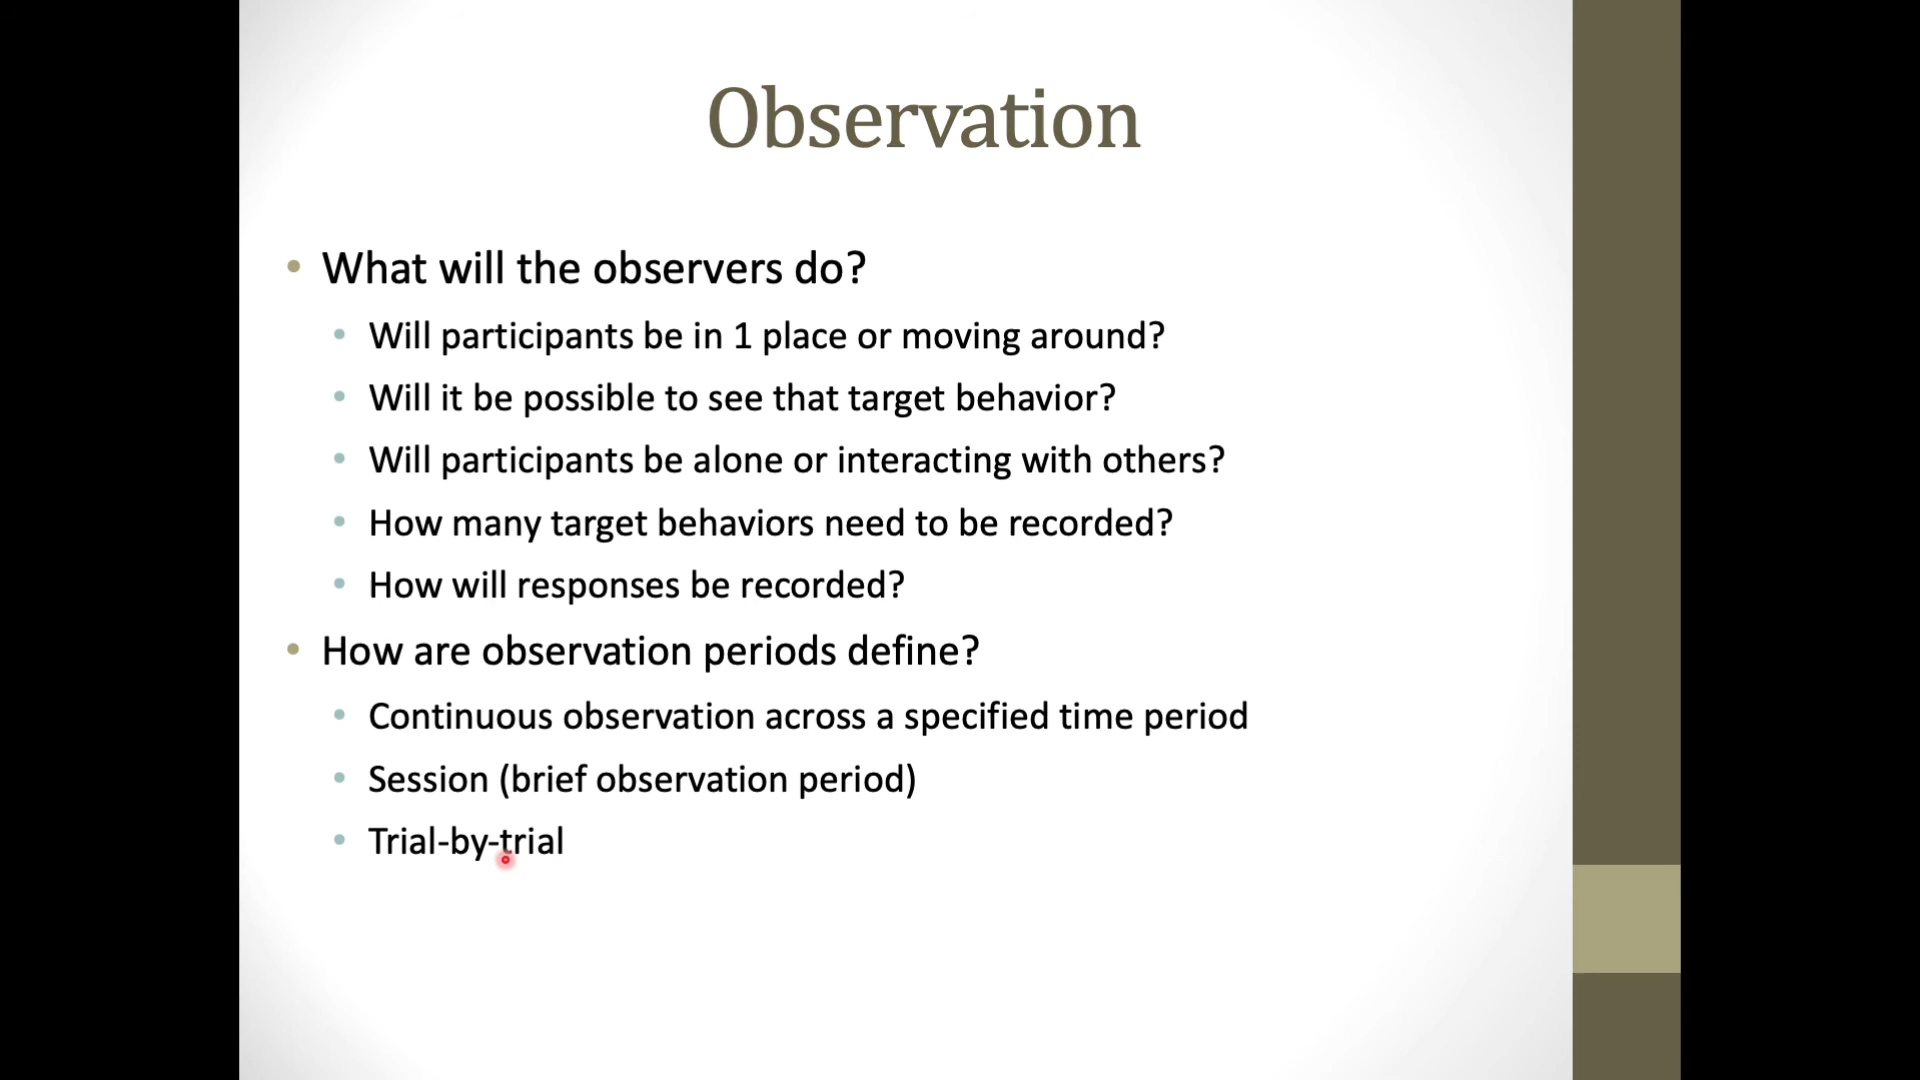 Observation
• What will the observers do?
• Will participants be in 1 place or moving around?
• Will it be possible to see that target behavior?
• Will participants be alone or interacting with others?
• How many target behaviors need to be recorded?
• How will responses be recorded?
• How are observation periods define?
• Continuous observation across a specified time period
• Session (brief observation period)
• Trial-by-trial